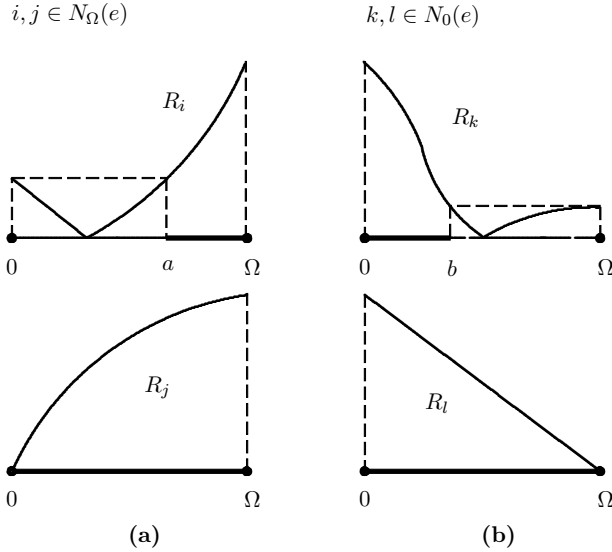 i, j ∈ N_Ω(e) k, l ∈ N_0(e)
R_i R_k
0 a Ω 0 b Ω
R_j R_l
0 Ω 0 Ω
(a) (b)